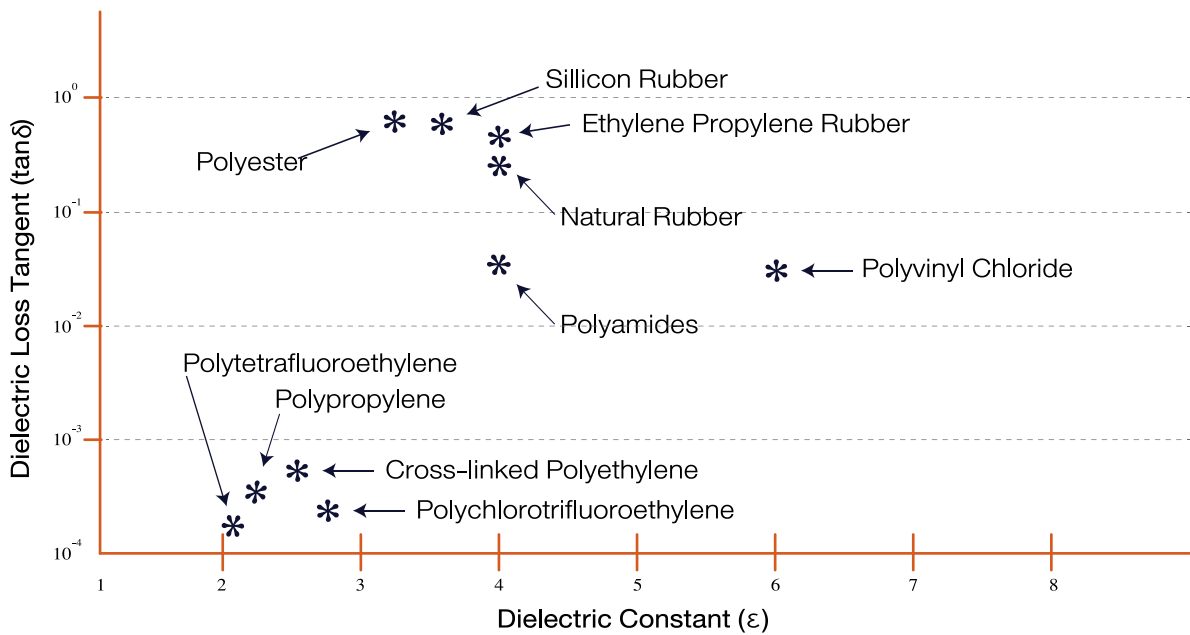 Sillicon Rubber
10⁰
Ethylene Propylene Rubber
Polyester
10⁻¹
Natural Rubber
Polyvinyl Chloride
10⁻²
Polyamides
Polytetrafluoroethylene
Polypropylene
10⁻³
Cross-linked Polyethylene
Polychlorotrifluoroethylene
10⁻⁴
Dielectric Loss Tangent (tanδ)
1 2 3 4 5 6 7 8
Dielectric Constant (ε)